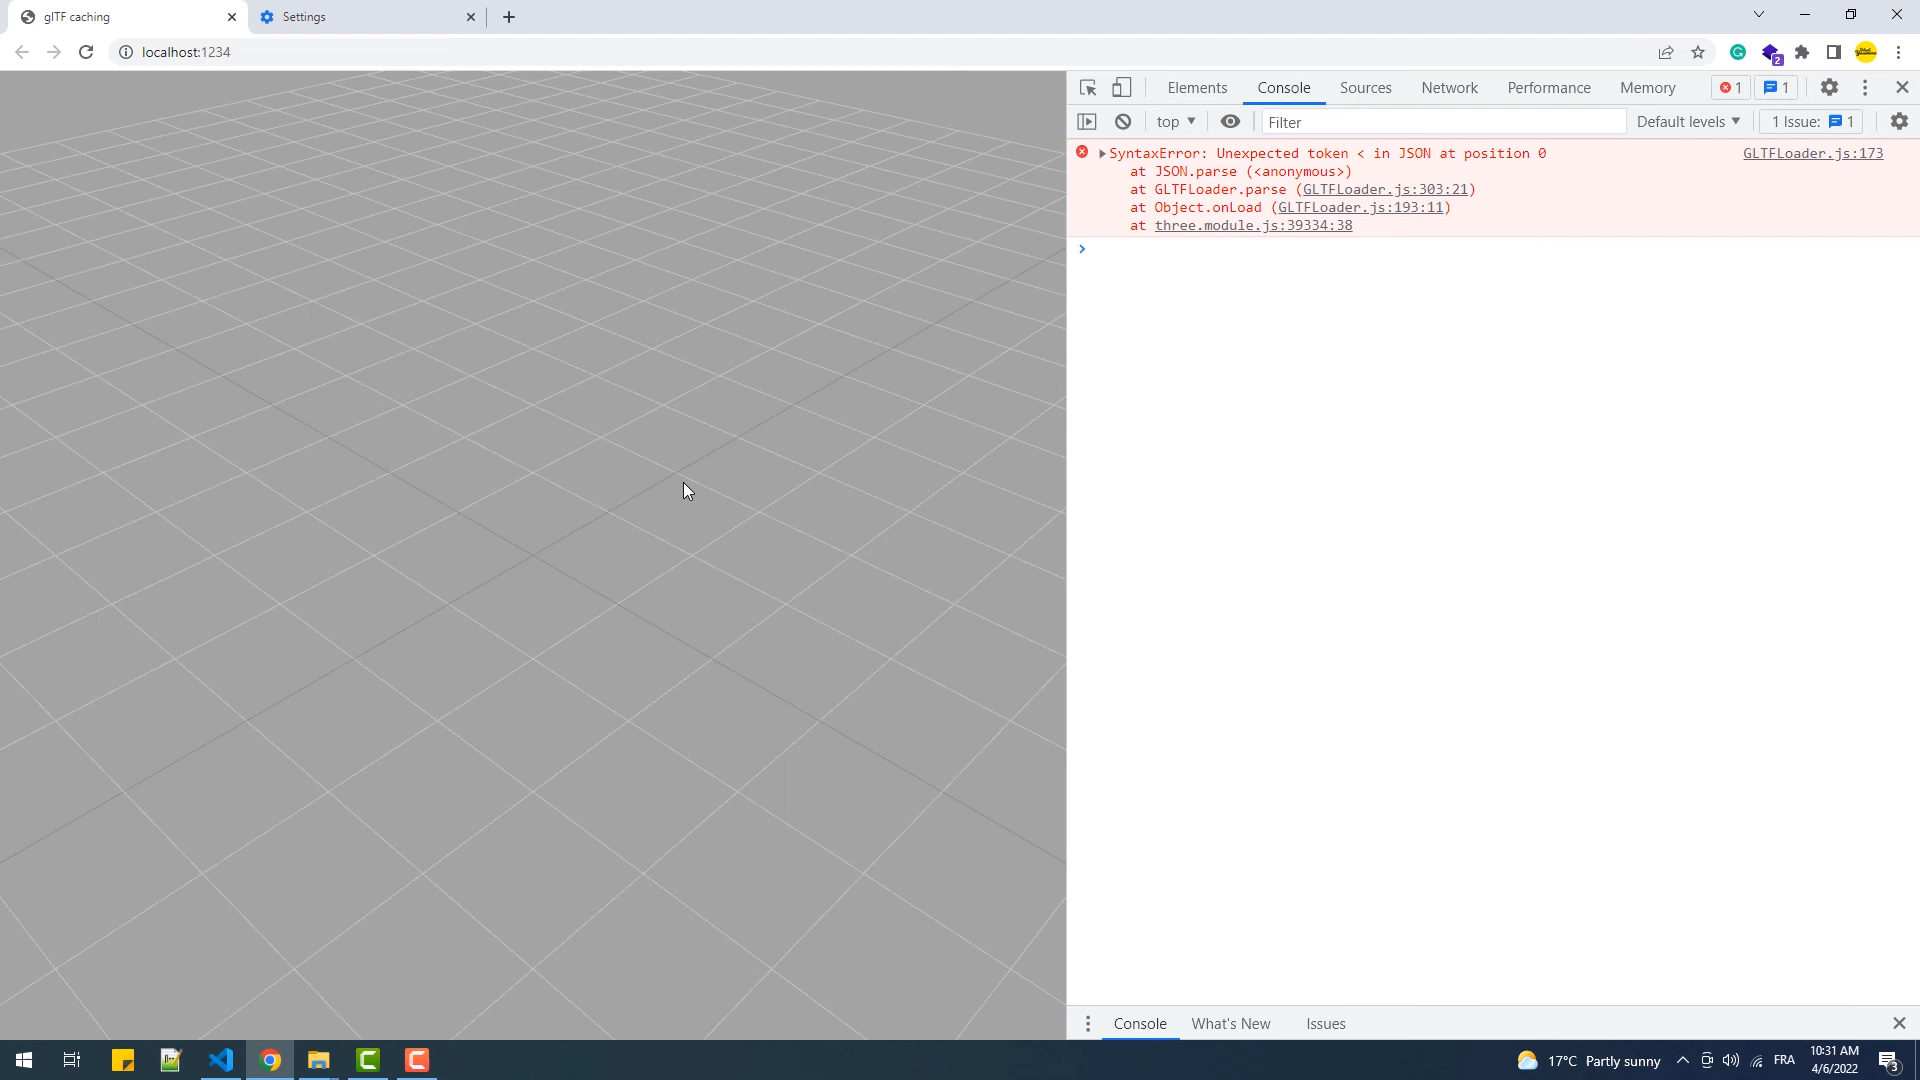 glTF caching
Settings
localhost:1234
2
Elements
Console
Sources
Network
Performance
Memory
1
1
top
Filter
Default levels
1 Issue:
1
SyntaxError: Unexpected token < in JSON at position 0
GLTFLoader.js:173
at JSON.parse (<anonymous>)
at GLTFLoader.parse (GLTFLoader.js:303:21)
at Object.onLoad (GLTFLoader.js:193:11)
at three.module.js:39334:38
Console
What's New
Issues
17°C Partly sunny
FRA
10:31 AM
4/6/2022
3